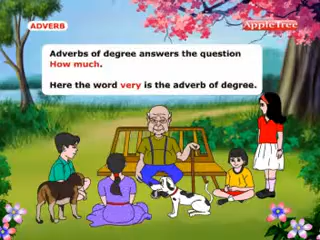 ADVERB
AppleTree
Adverbs of degree answers the question
How much.
Here the word very is the adverb of degree.